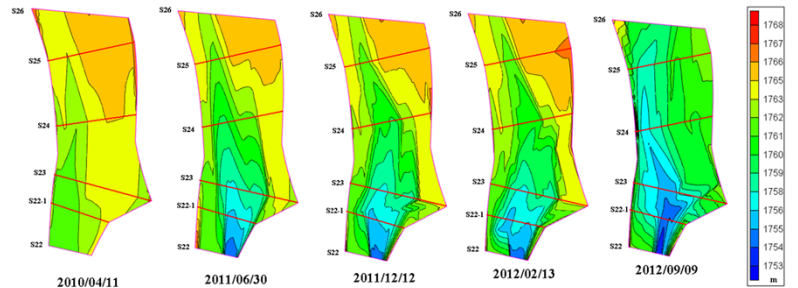 S26
S25
S24
S23
S22-1
S22
2010/04/11
S26
S25
S24
S23
S22-1
S22
2011/06/30
S26
S25
S24
S23
S22-1
S22
2011/12/12
S26
S25
S24
S23
S22-1
S22
2012/02/13
S26
S25
S24
S23
S22-1
S22
2012/09/09
1768
1767
1766
1765
1763
1762
1761
1760
1758
1757
1756
1755
1753
1752
m